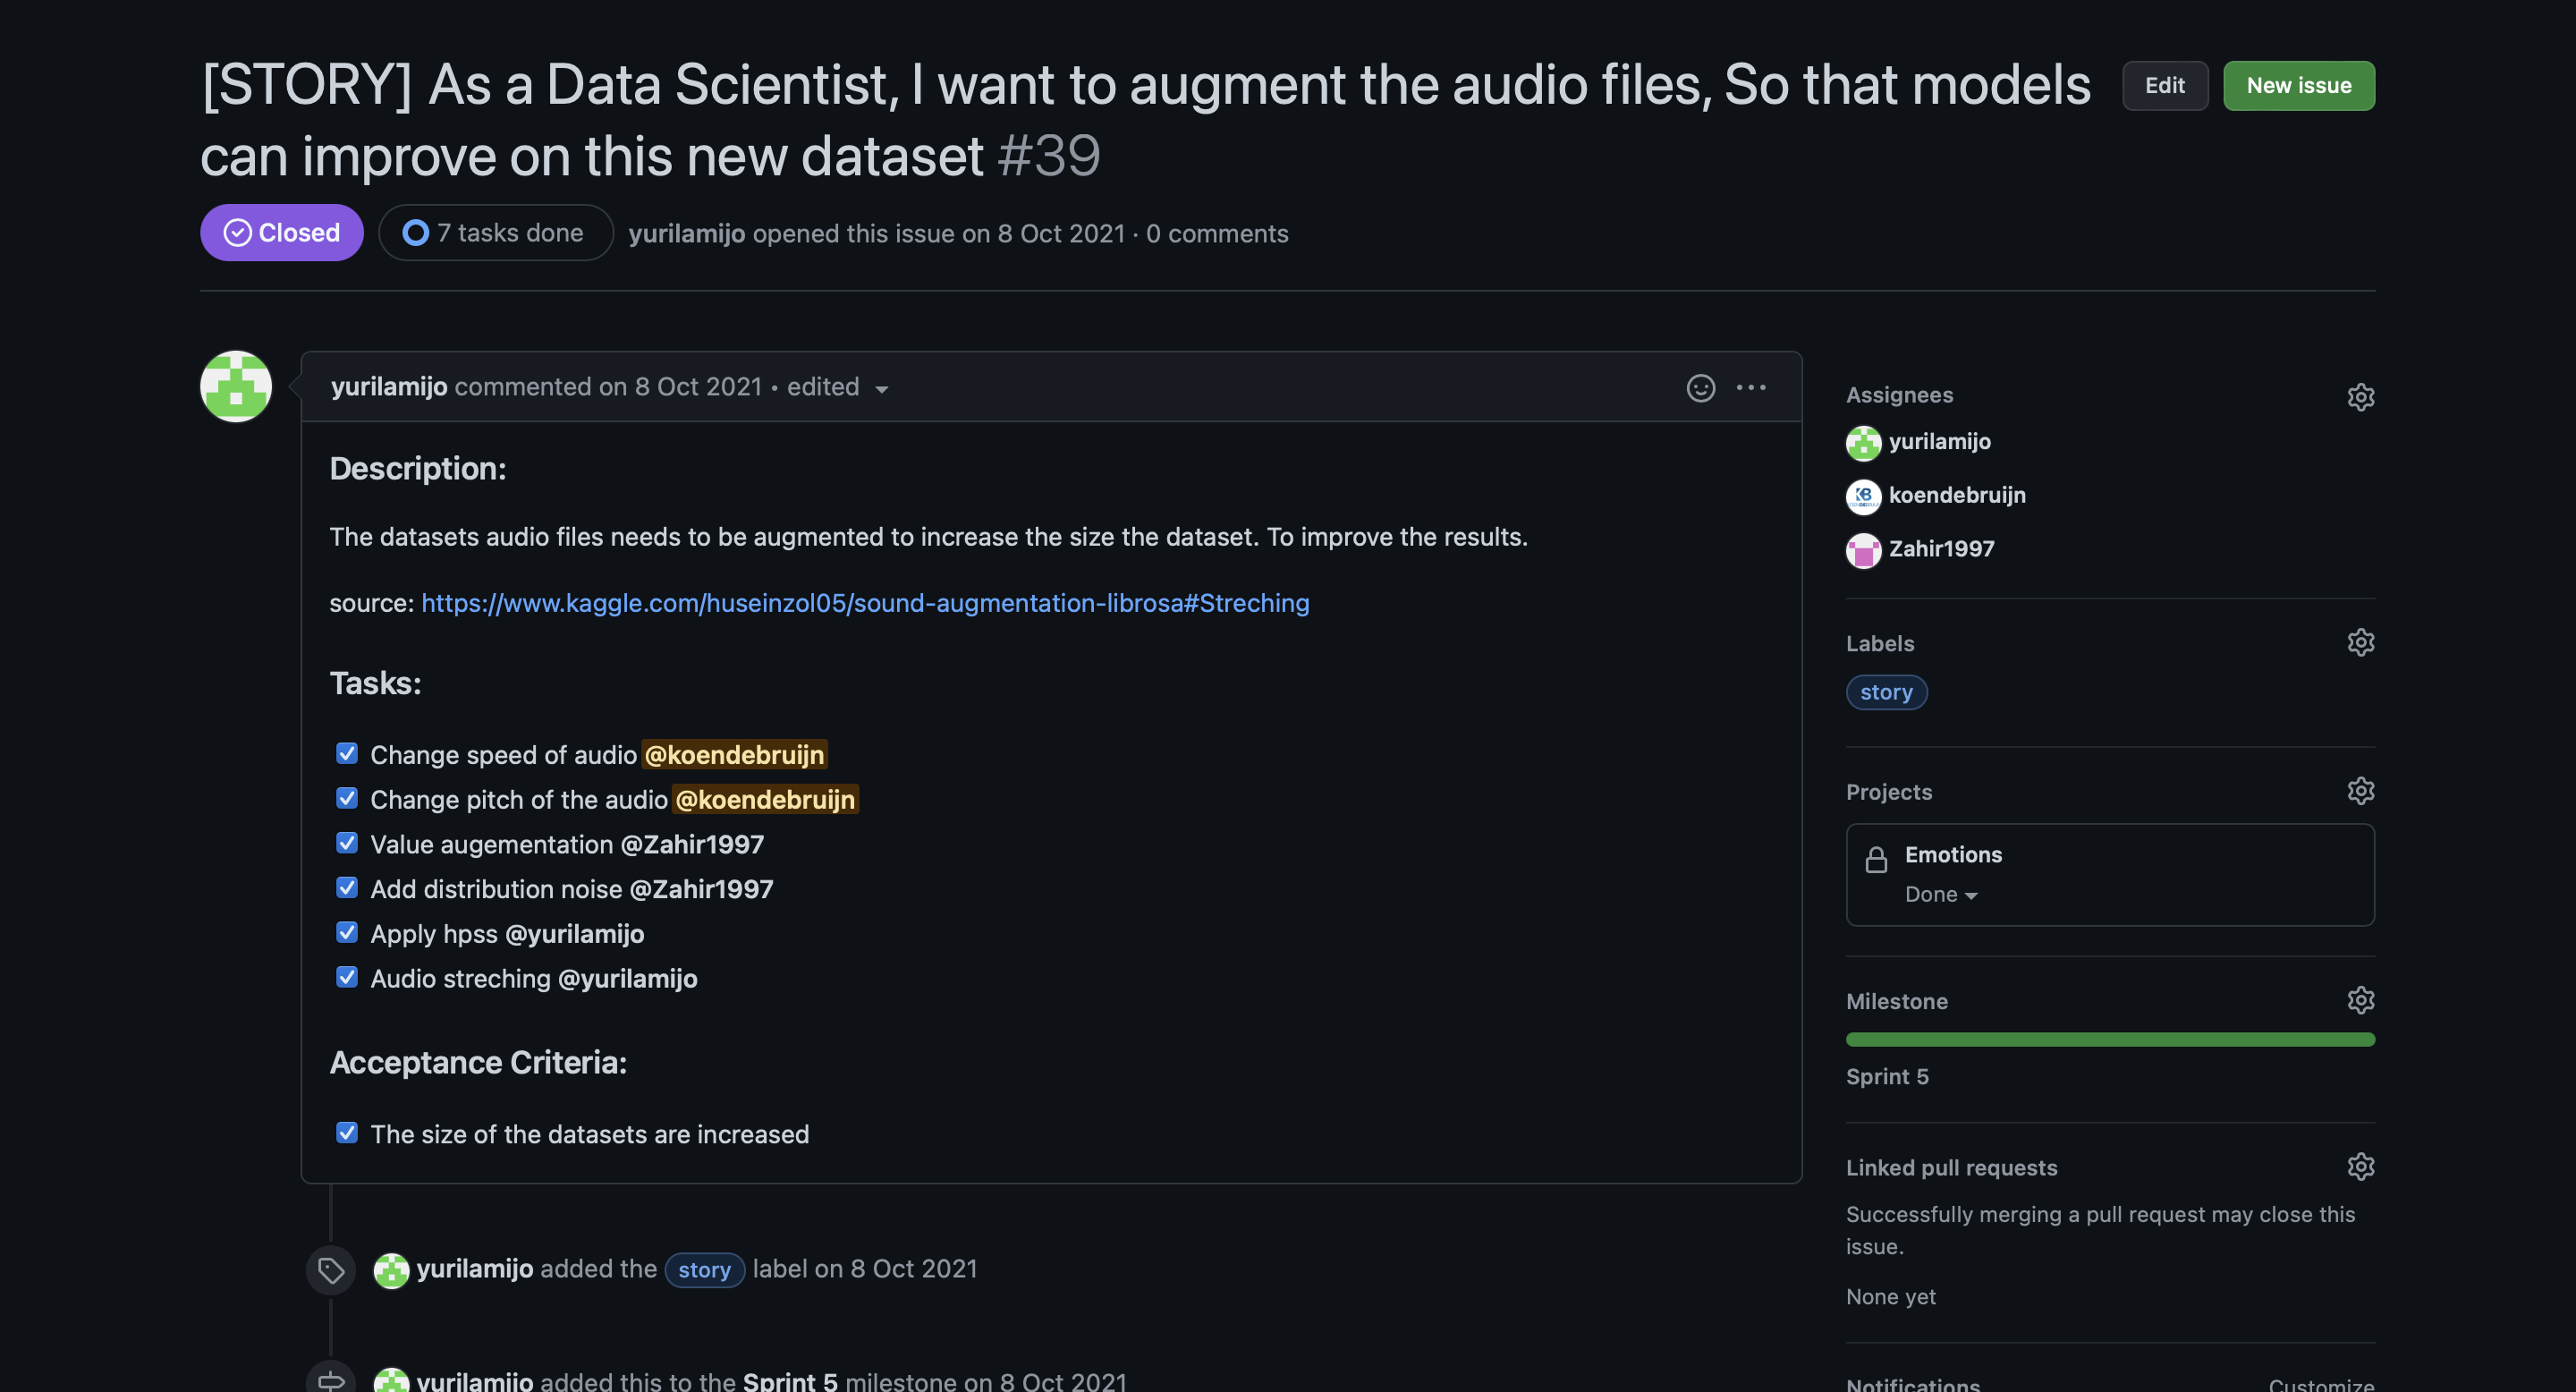 [STORY] As a Data Scientist, I want to augment the audio files, So that models
can improve on this new dataset #39
Edit
New issue
Closed
7 tasks done
yurilamijo opened this issue on 8 Oct 2021 · 0 comments
yurilamijo commented on 8 Oct 2021 • edited
Description:
The datasets audio files needs to be augmented to increase the size the dataset. To improve the results.
source: https://www.kaggle.com/huseinzol05/sound-augmentation-librosa#Streching
Tasks:
Change speed of audio @koendebruijn
Change pitch of the audio @koendebruijn
Value augementation @Zahir1997
Add distribution noise @Zahir1997
Apply hpss @yurilamijo
Audio streching @yurilamijo
Acceptance Criteria:
The size of the datasets are increased
yurilamijo added the story label on 8 Oct 2021
yurilamijo added this to the Sprint 5 milestone on 8 Oct 2021
Assignees
yurilamijo
koendebruijn
Zahir1997
Labels
story
Projects
Emotions
Done
Milestone
Sprint 5
Linked pull requests
Successfully merging a pull request may close this
issue.
None yet
Notifications
Customize